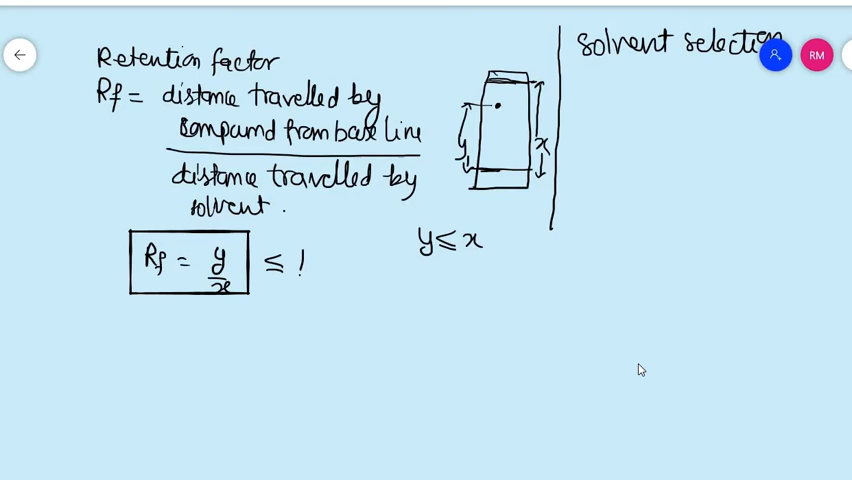 Retention factor
Rf = distance travelled by
compound from base line
distance travelled by
solvent.
Rf = y/x ≤ 1
y ≤ x
y
x
solvent selection
RM